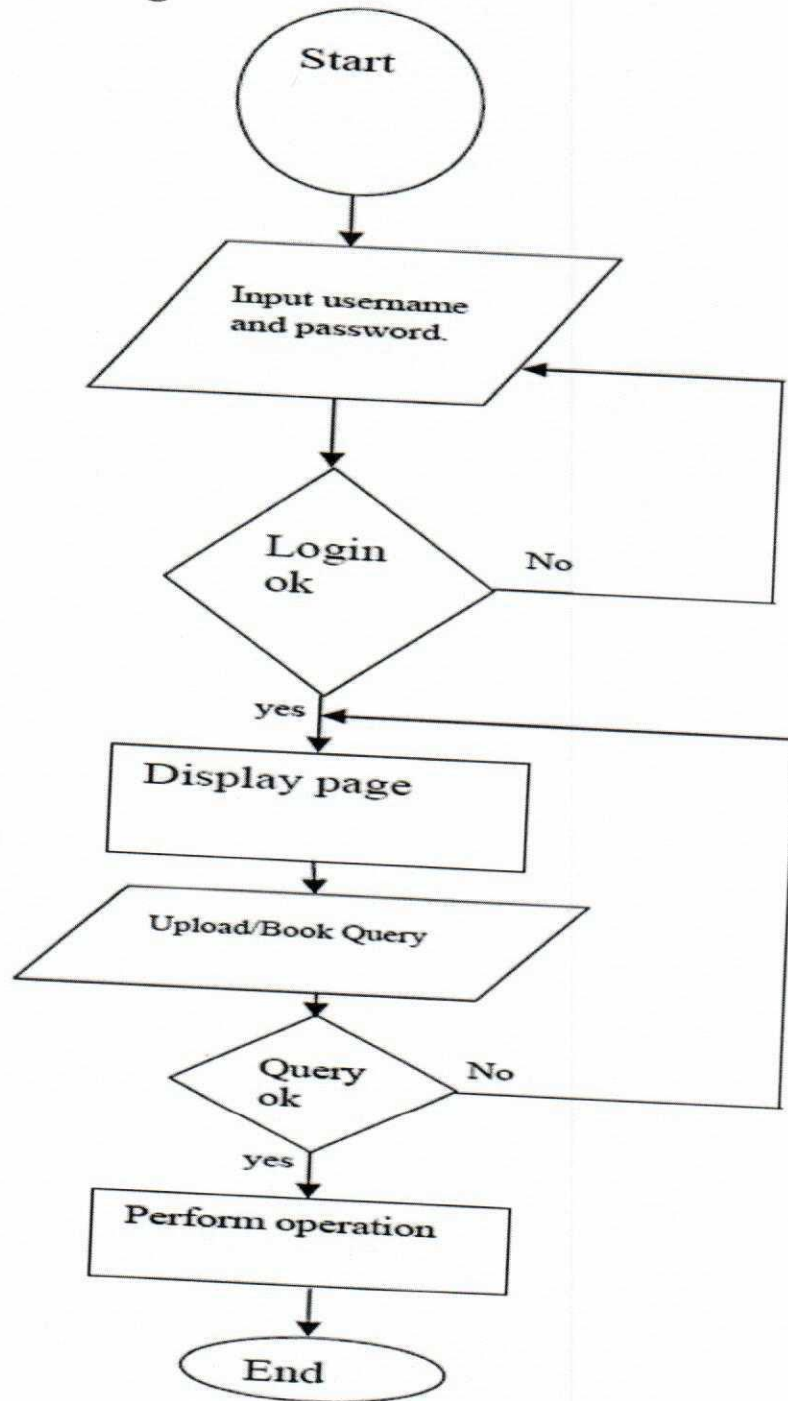 Start
Input username
and password.
Login
ok
No
yes
Display page
Upload/Book Query
Query
ok
No
yes
Perform operation
End